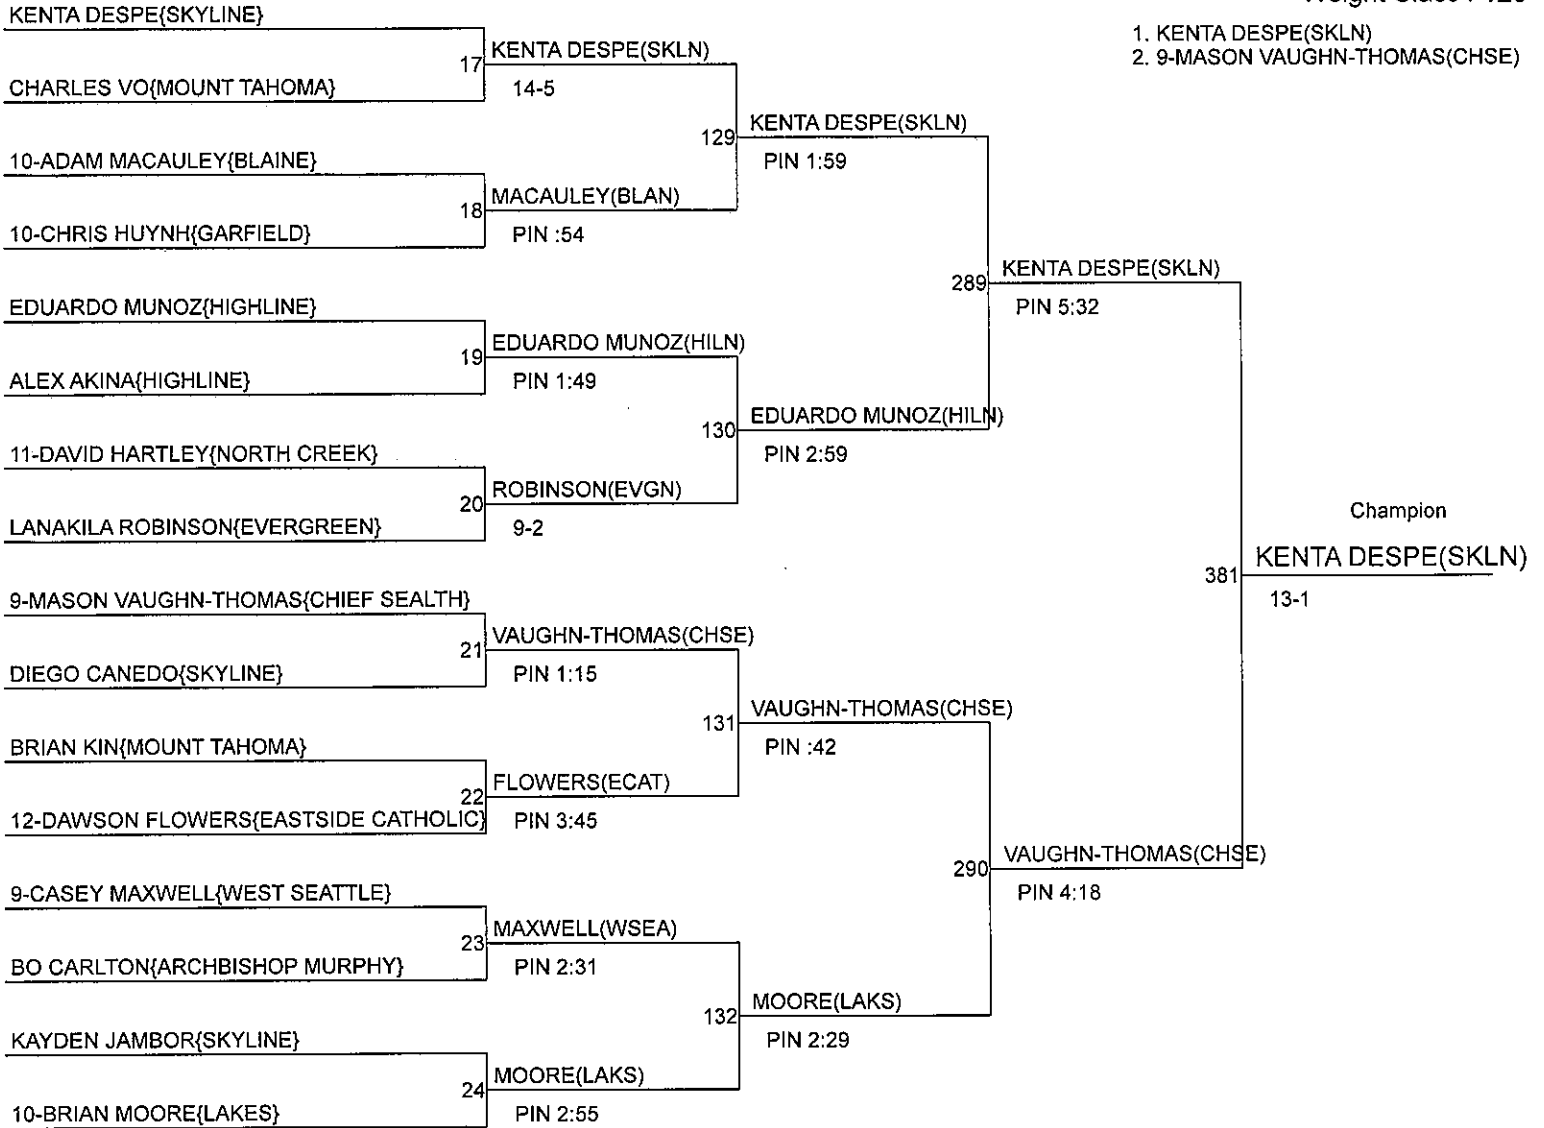 1. KENTA DESPE(SKLN)
2. 9-MASON VAUGHN-THOMAS(CHSE)
KENTA DESPE{SKYLINE}
17
KENTA DESPE(SKLN)
14-5
CHARLES VO{MOUNT TAHOMA}
129
KENTA DESPE(SKLN)
PIN 1:59
10-ADAM MACAULEY{BLAINE}
18
MACAULEY(BLAN)
PIN :54
10-CHRIS HUYNH{GARFIELD}
289
KENTA DESPE(SKLN)
PIN 5:32
EDUARDO MUNOZ{HIGHLINE}
19
EDUARDO MUNOZ(HILN)
PIN 1:49
ALEX AKINA{HIGHLINE}
130
EDUARDO MUNOZ(HILN)
PIN 2:59
11-DAVID HARTLEY{NORTH CREEK}
20
ROBINSON(EVGN)
9-2
LANAKILA ROBINSON{EVERGREEN}
Champion
381
KENTA DESPE(SKLN)
13-1
9-MASON VAUGHN-THOMAS{CHIEF SEALTH}
21
VAUGHN-THOMAS(CHSE)
PIN 1:15
DIEGO CANEDO{SKYLINE}
131
VAUGHN-THOMAS(CHSE)
PIN :42
BRIAN KIN{MOUNT TAHOMA}
22
FLOWERS(ECAT)
PIN 3:45
12-DAWSON FLOWERS{EASTSIDE CATHOLIC}
290
VAUGHN-THOMAS(CHSE)
PIN 4:18
9-CASEY MAXWELL{WEST SEATTLE}
23
MAXWELL(WSEA)
PIN 2:31
BO CARLTON{ARCHBISHOP MURPHY}
132
MOORE(LAKS)
PIN 2:29
KAYDEN JAMBOR{SKYLINE}
24
MOORE(LAKS)
PIN 2:55
10-BRIAN MOORE{LAKES}